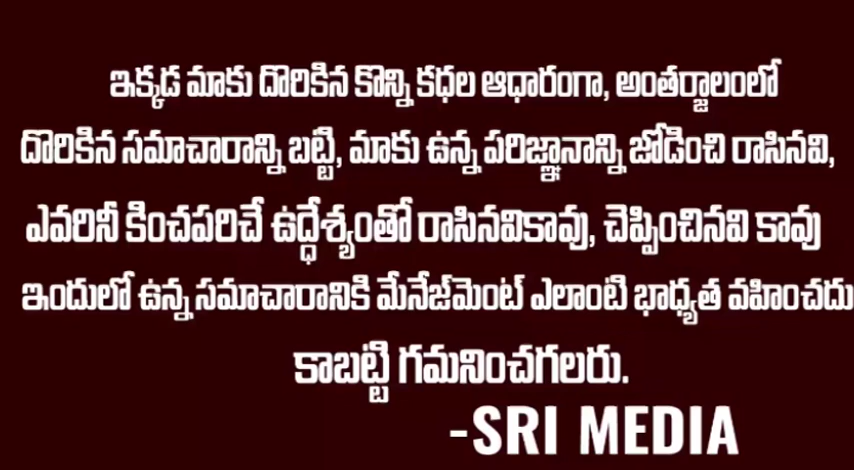 ఇక్కడ మాకు దొరికిన కొన్ని కధల ఆధారంగా, అంతర్జాలంలో
దొరికిన సమాచారాన్ని బట్టి, మాకు ఉన్న పరిజ్ఞానాన్ని జోడించి రాసినవి,
ఎవరినీ కించపరిచే ఉద్ధేశ్యంతో రాసినవికావు, చెప్పించినవి కావు
ఇందులో ఉన్న సమాచారానికి మేనేజ్‌మెంట్ ఎలాంటి భాధ్యత వహించదు
కాబట్టి గమనించగలరు.
-SRI MEDIA